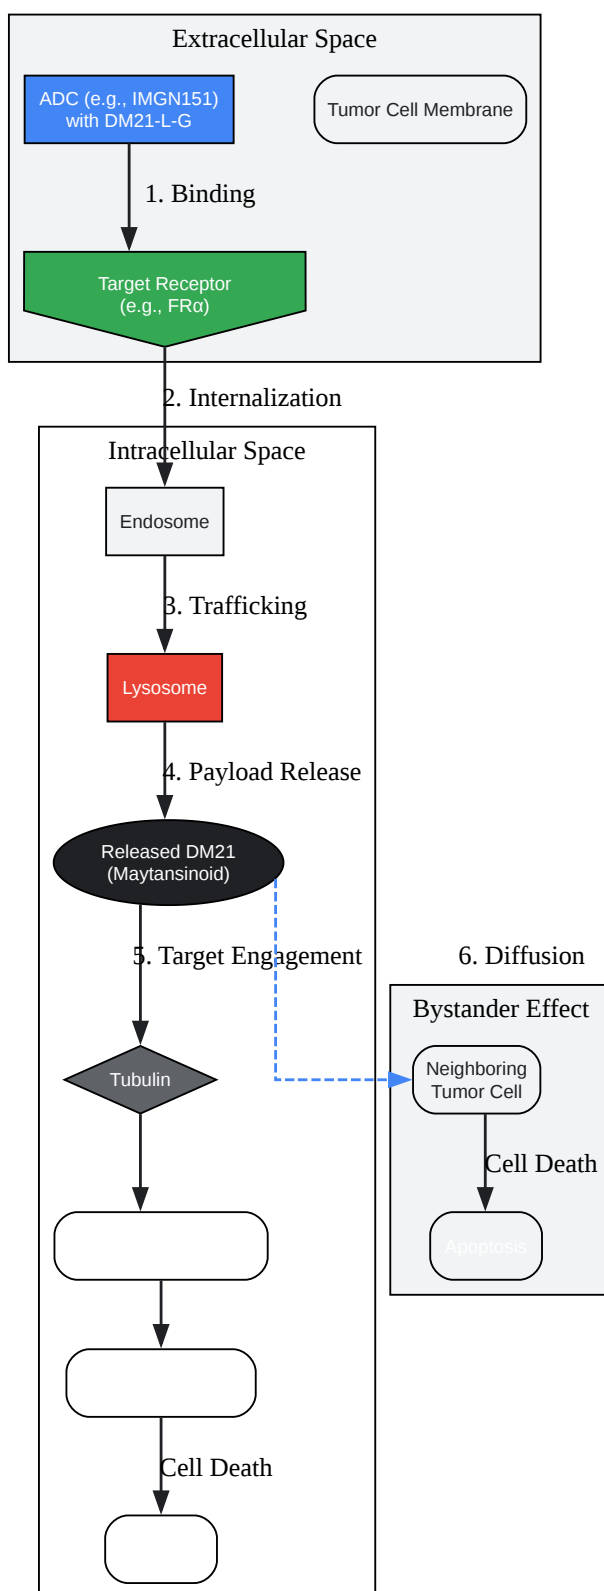 Extracellular Space
ADC (e.g., IMGN151)
with DM21-L-G
Tumor Cell Membrane
1. Binding
Target Receptor
(e.g., FRα)
2. Internalization
Intracellular Space
Endosome
3. Trafficking
Lysosome
4. Payload Release
Released DM21
(Maytansinoid)
5. Target Engagement
6. Diffusion
Bystander Effect
Tubulin
Neighboring
Tumor Cell
Cell Death
Apoptosis
Cell Death